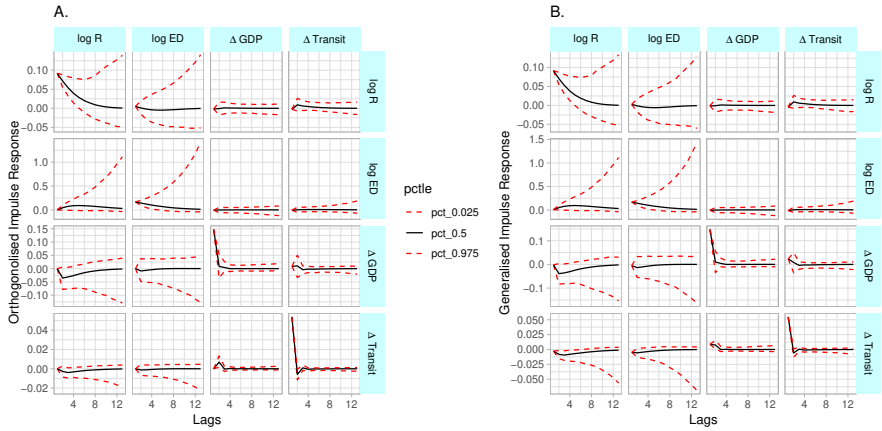 A.
log R log ED Δ GDP Δ Transit
Orthogonolised Impulse Response
0.10
0.05
0.00
−0.05
log R
1.0
0.5
0.0
log ED
0.15
0.10
0.05
0.00
−0.05
−0.10
Δ GDP
0.04
0.02
0.00
−0.02
Δ Transit
4 8 12 4 8 12 4 8 12 4 8 12
Lags
pctle
pct_0.025
pct_0.5
pct_0.975
B.
log R log ED Δ GDP Δ Transit
Generalised Impulse Response
0.10
0.05
0.00
−0.05
log R
1.5
1.0
0.5
0.0
log ED
0.1
0.0
−0.1
Δ GDP
0.050
0.025
0.000
−0.025
−0.050
Δ Transit
4 8 12 4 8 12 4 8 12 4 8 12
Lags